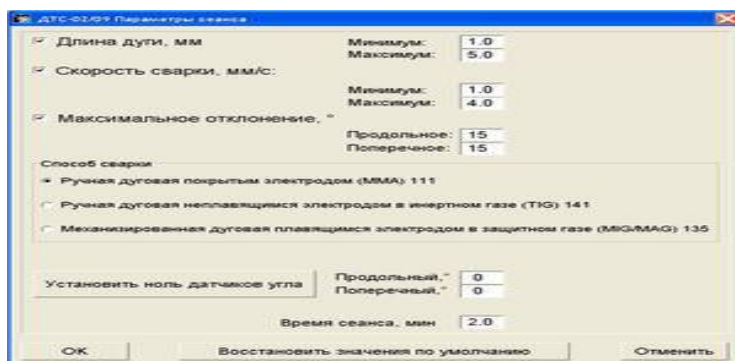 ДТС-02/09 Параметры сеанса
Длина дуги, мм Минимум: 1.0
Максимум: 5.0
Скорость сварки, мм/с:
Минимум: 1.0
Максимум: 4.0
Максимальное отклонение, °
Продольное: 15
Поперечное: 15
Способ сварки
Ручная дуговая покрытым электродом (MMA) 111
Ручная дуговая неплавящимся электродом в инертном газе (TIG) 141
Механизированная дуговая плавящимся электродом в защитном газе (MIG/MAG) 135
Установить ноль датчиков угла Продольный,° 0
Поперечный,° 0
Время сеанса, мин 2.0
ОК Восстановить значения по умолчанию Отменить